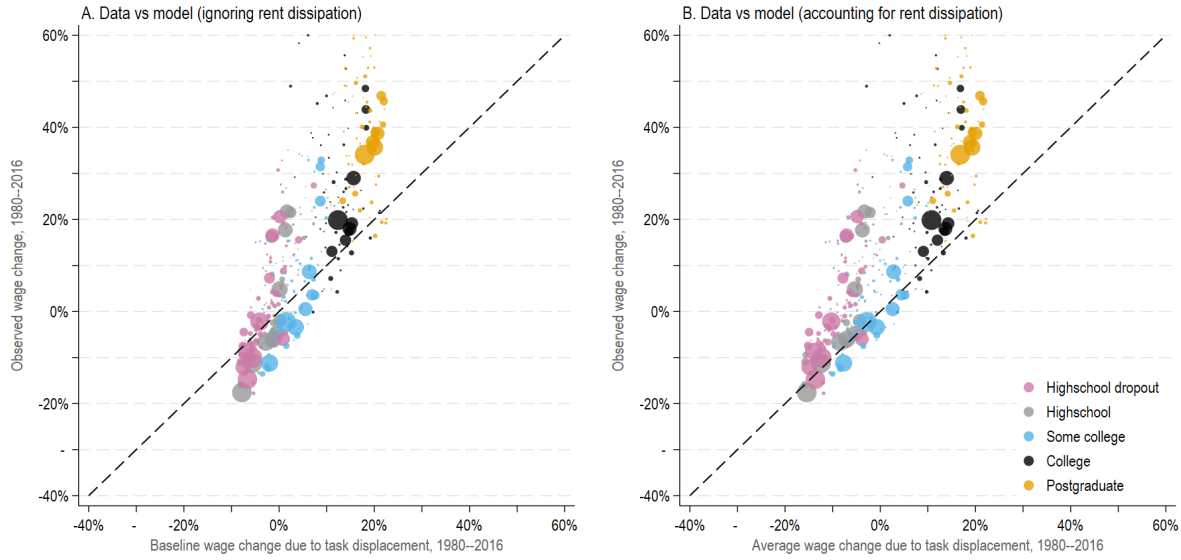 A. Data vs model (ignoring rent dissipation)
60%
40%
20%
0%
-20%
-
-40%
Observed wage change, 1980--2016
-40%
-
-20%
0%
20%
40%
60%
Baseline wage change due to task displacement, 1980--2016
B. Data vs model (accounting for rent dissipation)
60%
40%
20%
0%
-20%
-
-40%
Observed wage change, 1980--2016
-40%
-
-20%
0%
20%
40%
60%
Average wage change due to task displacement, 1980--2016
Highschool dropout
Highschool
Some college
College
Postgraduate